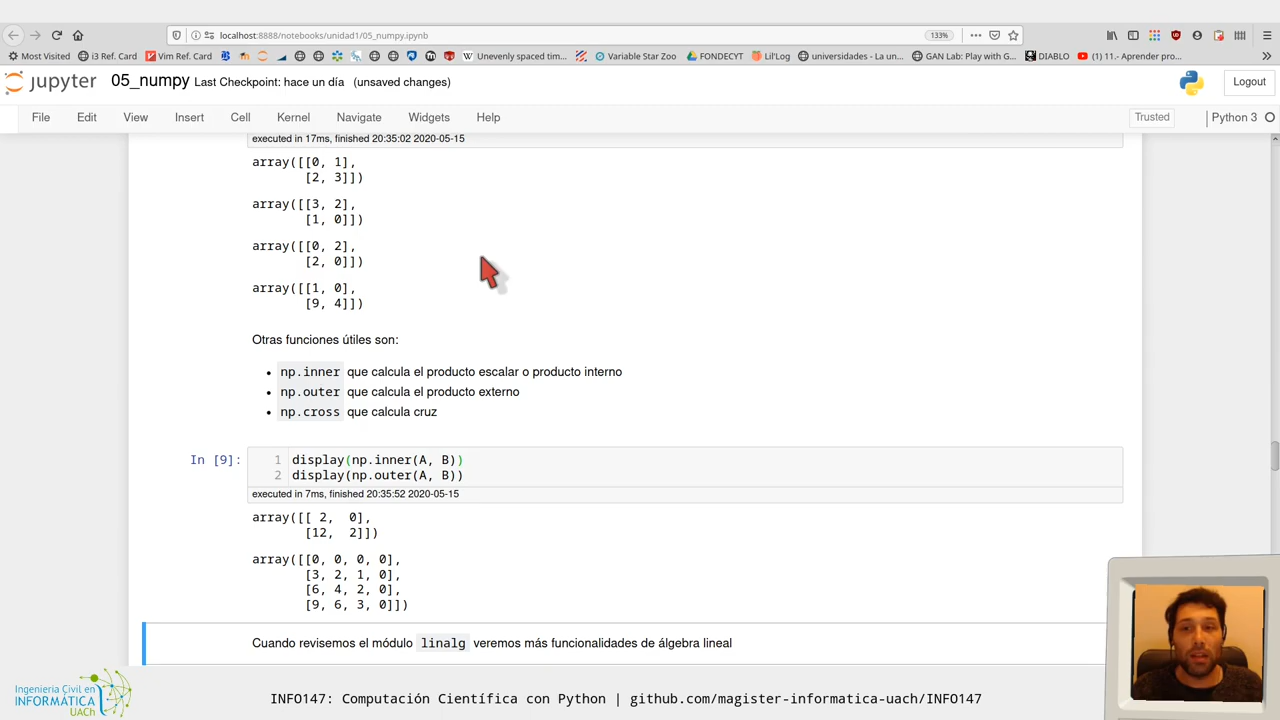 localhost:8888/notebooks/unidad1/05_numpy.ipynb
133%
Most Visited
i3 Ref. Card
Vim Ref. Card
Unevenly spaced tim...
Variable Star Zoo
FONDECYT
Lil'Log
universidades - La un...
GAN Lab: Play with G...
DIABLO
(1) 11.- Aprender pro...
jupyter 05_numpy Last Checkpoint: hace un día (unsaved changes)
Logout
File Edit View Insert Cell Kernel Navigate Widgets Help
Trusted
Python 3
executed in 17ms, finished 20:35:02 2020-05-15
array([[0, 1],
[2, 3]])
array([[3, 2],
[1, 0]])
array([[0, 2],
[2, 0]])
array([[1, 0],
[9, 4]])
Otras funciones útiles son:
• np.inner que calcula el producto escalar o producto interno
• np.outer que calcula el producto externo
• np.cross que calcula cruz
In [9]:
1 display(np.inner(A, B))
2 display(np.outer(A, B))
executed in 7ms, finished 20:35:52 2020-05-15
array([[ 2, 0],
[12, 2]])
array([[0, 0, 0, 0],
[3, 2, 1, 0],
[6, 4, 2, 0],
[9, 6, 3, 0]])
Cuando revisemos el módulo linalg veremos más funcionalidades de álgebra lineal
Ingeniería Civil en
INFORMÁTICA
UACh
INFO147: Computación Científica con Python | github.com/magister-informatica-uach/INFO147